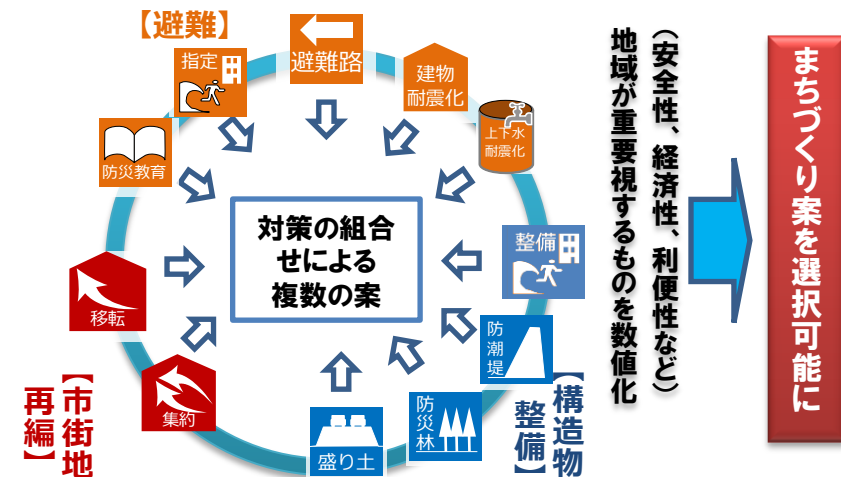 【避難】
指定
避難路
建物
耐震化
上下水
耐震化
防災教育
対策の組合
せによる
複数の案
整備
移転
防
潮
堤
集約
防
災
林
盛り土
【市街地
再編】
【構造物
整備】
地域が重要視するものを数値化
(安全性、経済性、利便性など)
まちづくり案を選択可能に